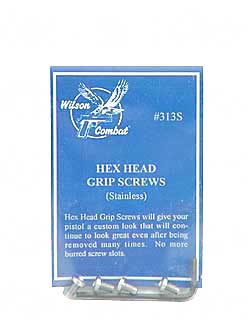 Wilson
Combat®
#313S
HEX HEAD
GRIP SCREWS
(Stainless)
Hex Head Grip Screws will give your
pistol a custom look that will con-
tinue to look great even after being
removed many times. No more
burred screw slots.